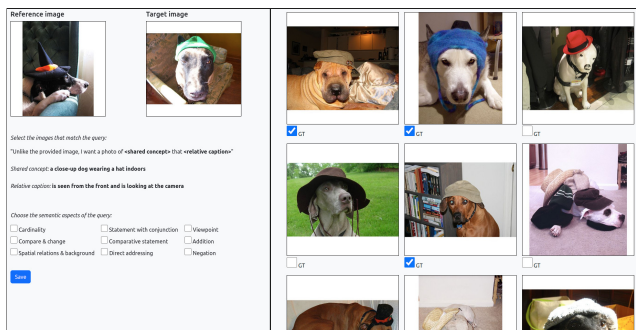 Reference image
Target image
Select the images that match the query:
"Unlike the provided image, I want a photo of <shared concept> that <relative caption>"
Shared concept: a close-up dog wearing a hat indoors
Relative caption: is seen from the front and is looking at the camera
Choose the semantic aspects of the query:
Cardinality
Statement with conjunction
Viewpoint
Compare & change
Comparative statement
Addition
Spatial relations & background
Direct addressing
Negation
Save
GT
GT
GT
GT
GT
GT